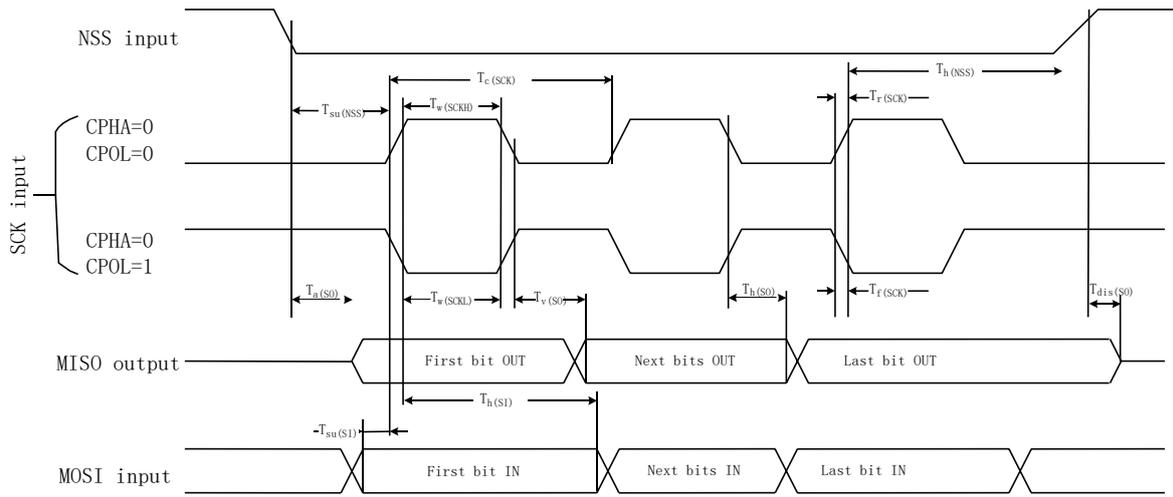 NSS input
Tc(SCK)
Th(NSS)
Tsu(NSS)
Tw(SCKH)
Tr(SCK)
SCK input
CPHA=0
CPOL=0
CPHA=0
CPOL=1
Ta(SO)
Tw(SCKL)
Tv(SO)
Th(SO)
Tf(SCK)
Tdis(SO)
MISO output
First bit OUT
Next bits OUT
Last bit OUT
Th(SI)
Tsu(SI)
MOSI input
First bit IN
Next bits IN
Last bit IN